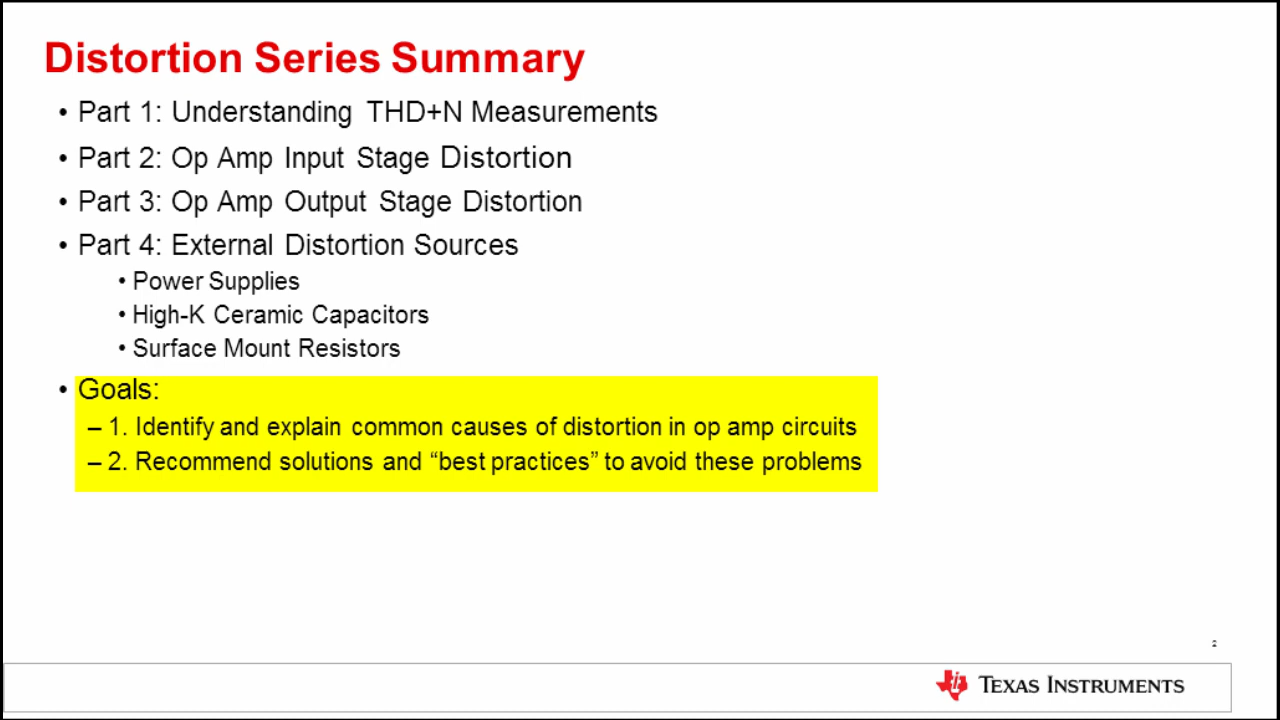 Distortion Series Summary
• Part 1: Understanding THD+N Measurements
• Part 2: Op Amp Input Stage Distortion
• Part 3: Op Amp Output Stage Distortion
• Part 4: External Distortion Sources
• Power Supplies
• High-K Ceramic Capacitors
• Surface Mount Resistors
• Goals:
– 1. Identify and explain common causes of distortion in op amp circuits
– 2. Recommend solutions and “best practices” to avoid these problems
2
TEXAS INSTRUMENTS